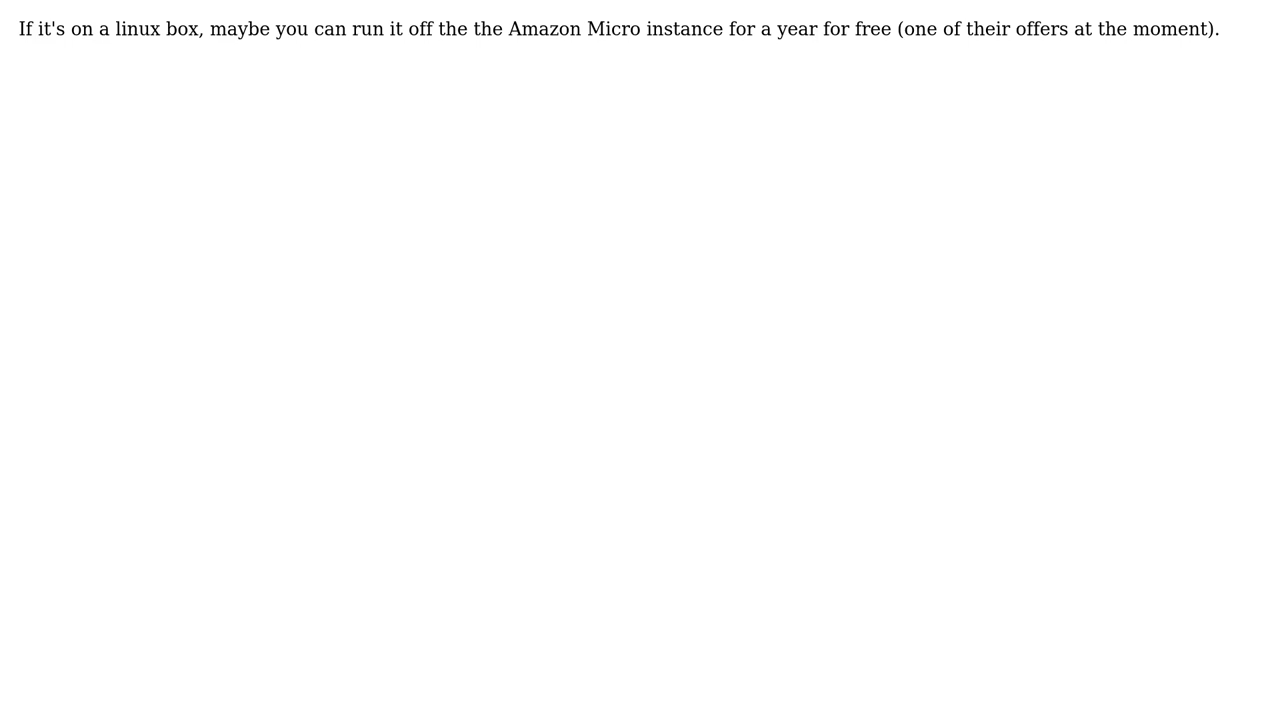 If it's on a linux box, maybe you can run it off the the Amazon Micro instance for a year for free (one of their offers at the moment).